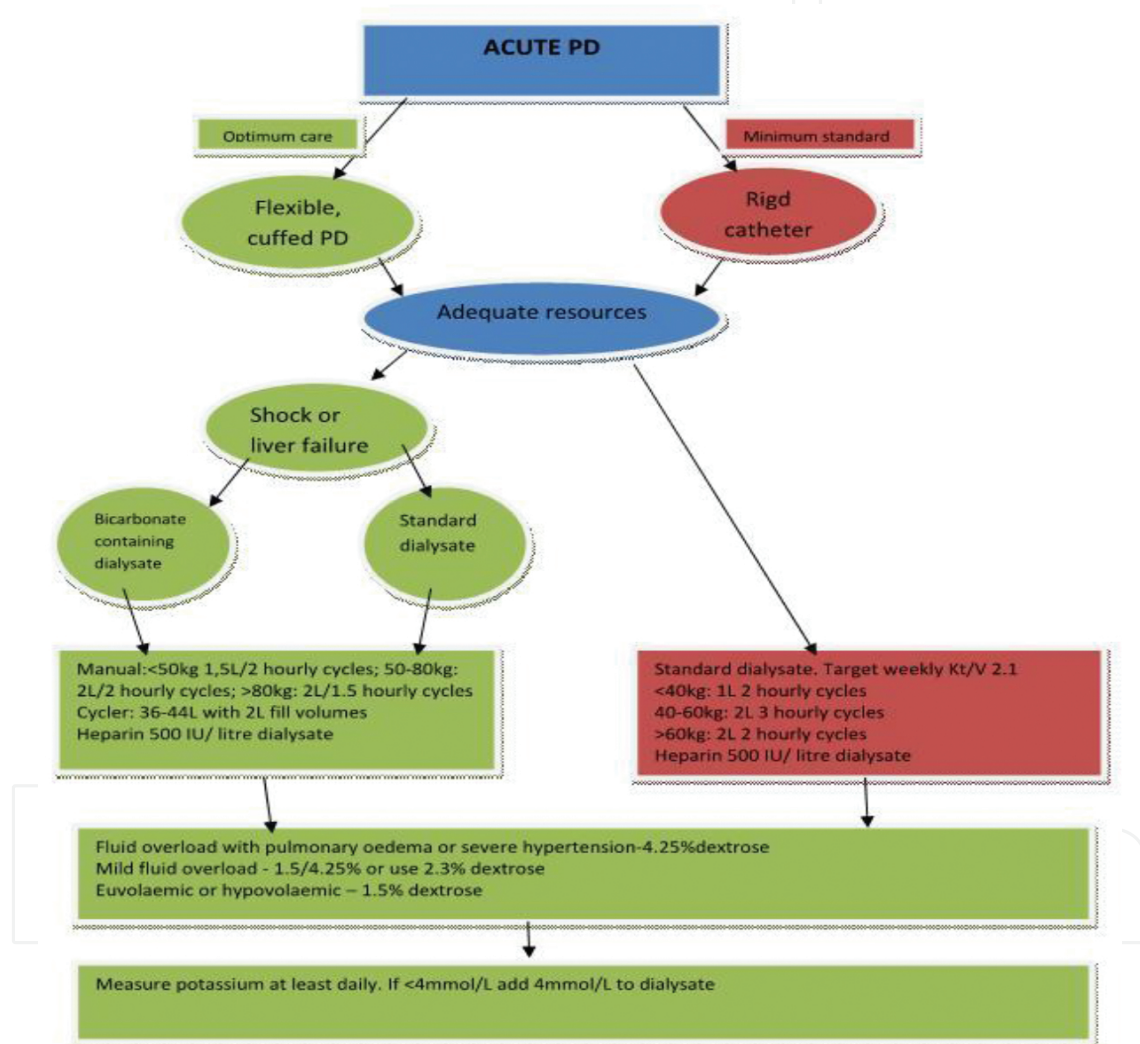 ACUTE PD
Optimum care
Minimum standard
Flexible,
cuffed PD
Rigd
catheter
Adequate resources
Shock or
liver failure
Bicarbonate
containing
dialysate
Standard
dialysate
Manual:<50kg 1,5L/2 hourly cycles; 50-80kg:
2L/2 hourly cycles; >80kg: 2L/1.5 hourly cycles
Cycler: 36-44L with 2L fill volumes
Heparin 500 IU/ litre dialysate
Standard dialysate. Target weekly Kt/V 2.1
<40kg: 1L 2 hourly cycles
40-60kg: 2L 3 hourly cycles
>60kg: 2L 2 hourly cycles
Heparin 500 IU/ litre dialysate
Fluid overload with pulmonary oedema or severe hypertension-4.25%dextrose
Mild fluid overload - 1.5/4.25% or use 2.3% dextrose
Euvolaemic or hypovolaemic – 1.5% dextrose
Measure potassium at least daily. If <4mmol/L add 4mmol/L to dialysate